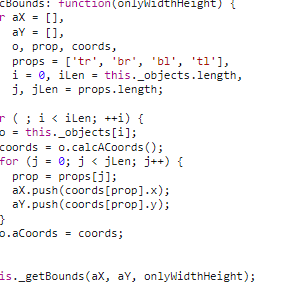 cBounds: function(onlyWidthHeight) {
r aX = [],
aY = [],
o, prop, coords,
props = ['tr', 'br', 'bl', 'tl'],
i = 0, iLen = this._objects.length,
j, jLen = props.length;
r ( ; i < iLen; ++i) {
o = this._objects[i];
coords = o.calcACoords();
for (j = 0; j < jLen; j++) {
prop = props[j];
aX.push(coords[prop].x);
aY.push(coords[prop].y);
}
o.aCoords = coords;
is._getBounds(aX, aY, onlyWidthHeight);